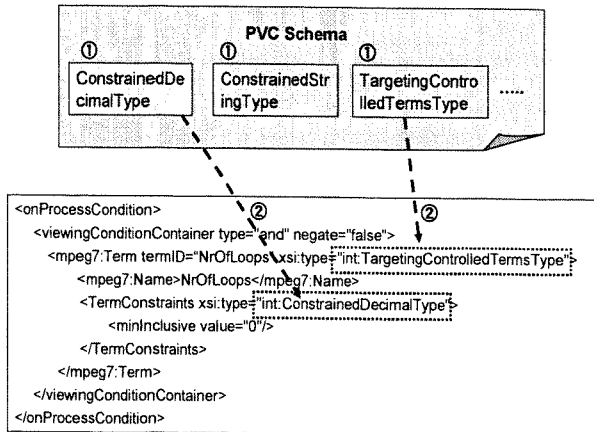 PVC Schema
① ① ①
ConstrainedDe
cimalType
ConstrainedStr
ingType
TargetingContro
lledTermsType
.....
② ②
<onProcessCondition>
<viewingConditionContainer type="and" negate="false">
<mpeg7:Term termID="NrOfLoops" xsi:type="int:TargetingControlledTermsType">
<mpeg7:Name>NrOfLoops</mpeg7:Name>
<TermConstraints xsi:type="int:ConstrainedDecimalType">
<minInclusive value="0"/>
</TermConstraints>
</mpeg7:Term>
</viewingConditionContainer>
</onProcessCondition>